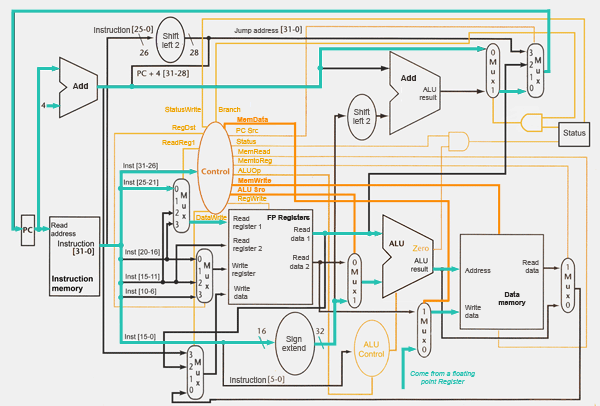 Instruction [25-0]
26
Shift
left 2
28
Jump address [31-0]
PC + 4 [31-28]
Add
4
StatusWrite
Branch
RegDst
MemData
PC Src
Status
ReadReg1
MemRead
MemtoReg
ALUOp
MemWrite
ALU Sro
RegWrite
Control
DataWrite
Shift
left 2
Add
ALU
result
0
M
u
x
1
3
2
M
u
x
1
0
Status
Inst [31-26]
Inst [25-21]
0
1
2
3
M
u
x
PC
Read
address
Instruction
[31-0]
Instruction
memory
Inst [20-16]
Inst [15-11]
Inst [10-6]
0
1
2
3
M
u
x
FP Registers
Read
register 1
Read
register 2
Write
register
Write
data
Read
data 1
Read
data 2
0
M
u
x
1
ALU
Zero
ALU
result
Address
Write
data
Read
data
Data
memory
1
M
u
x
0
Inst [15-0]
16
Sign
extend
32
ALU
Control
1
M
u
x
0
3
2
1
0
M
u
x
Instruction [5-0]
Come from a floating
point Register